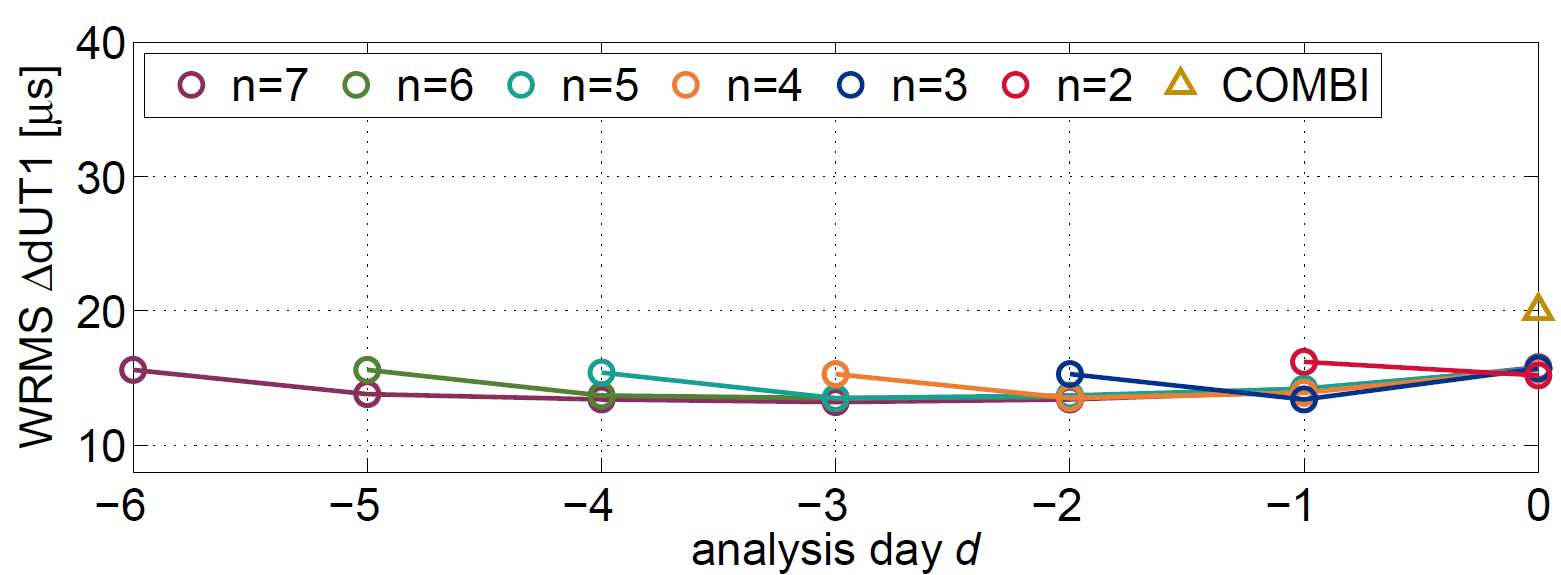 WRMS ΔdUT1 [μs]
40
30
20
10
n=7 n=6 n=5 n=4 n=3 n=2 COMBI
−6 −5 −4 −3 −2 −1 0
analysis day d